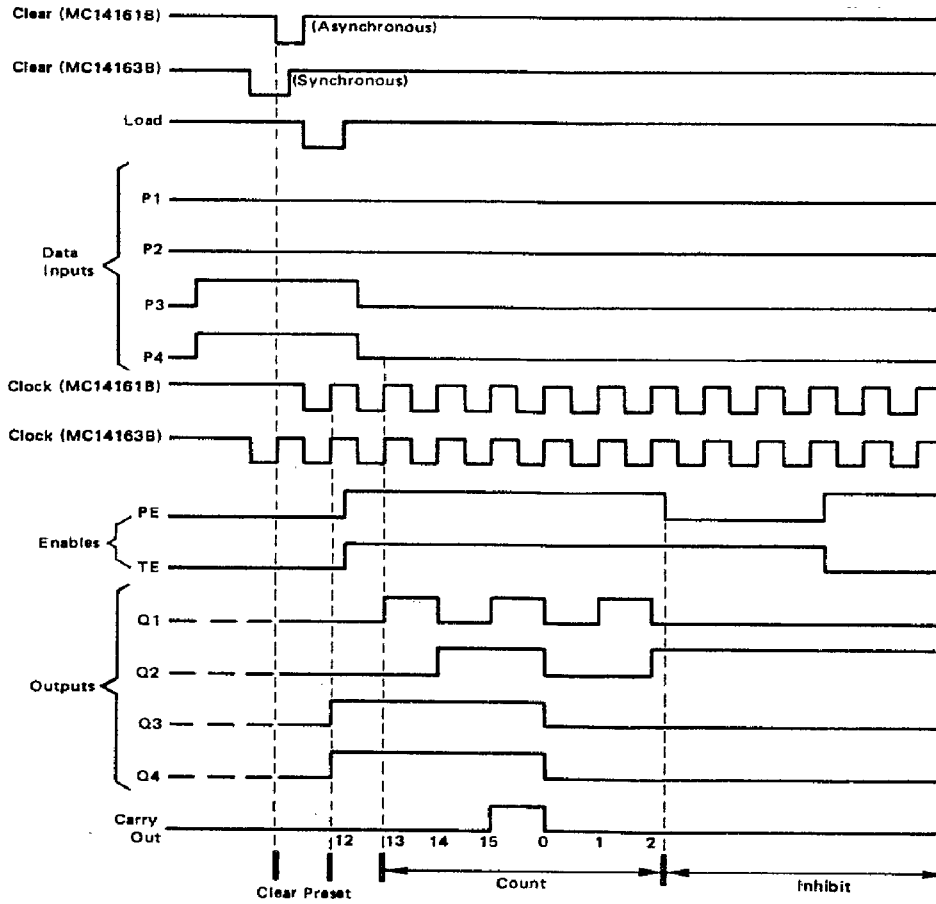 Clear (MC14161B)
(Asynchronous)
Clear (MC14163B)
(Synchronous)
Load
P1
Data
Inputs
P2
P3
P4
Clock (MC14161B)
Clock (MC14163B)
PE
Enables
TE
Q1
Q2
Outputs
Q3
Q4
Carry
Out
12 13 14 15 0 1 2
Clear Preset
Count
Inhibit